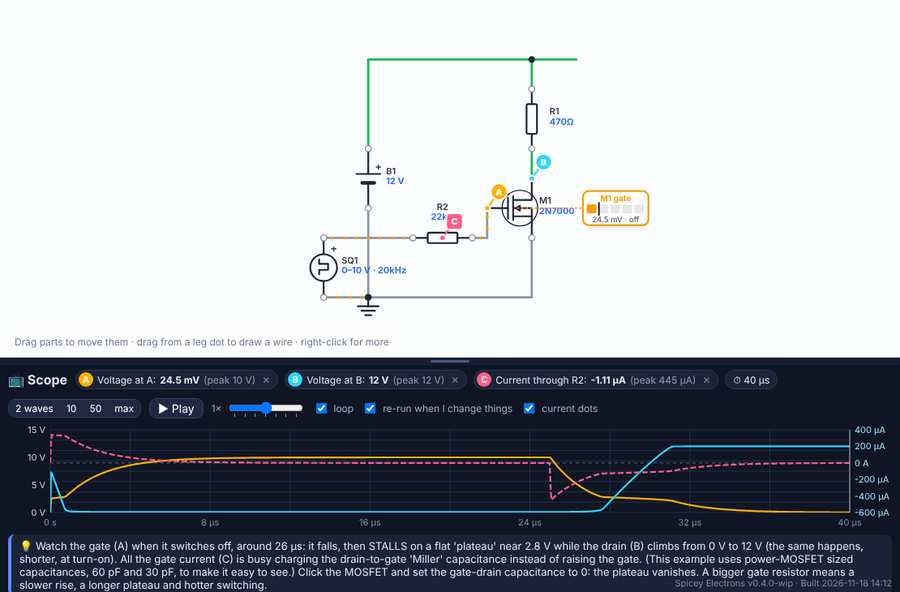 R1
470Ω
B
+
B1
12 V
A
M1
2N7000
M1 gate
24.5 mV · off
R2
22k
C
+
SQ1
0–10 V · 20kHz
Drag parts to move them · drag from a leg dot to draw a wire · right-click for more
📺 Scope
A Voltage at A: 24.5 mV (peak 10 V) ×
B Voltage at B: 12 V (peak 12 V) ×
C Current through R2: -1.11 µA (peak 445 µA) ×
⏱ 40 µs
2 waves 10 50 max
▶ Play
1×
loop
re-run when I change things
current dots
15 V
10 V
5 V
0 V
400 µA
200 µA
0 A
-200 µA
-400 µA
-600 µA
0 s 8 µs 16 µs 24 µs 32 µs 40 µs
💡 Watch the gate (A) when it switches off, around 26 µs: it falls, then STALLS on a flat 'plateau' near 2.8 V while the drain (B) climbs from 0 V to 12 V (the same happens,
shorter, at turn-on). All the gate current (C) is busy charging the drain-to-gate 'Miller' capacitance instead of raising the gate. (This example uses power-MOSFET sized
capacitances, 60 pF and 30 pF, to make it easy to see.) Click the MOSFET and set the gate-drain capacitance to 0: the plateau vanishes. A bigger gate resistor means a
slower rise, a longer plateau and hotter switching.
Spicey Electrons v0.4.0-wip · Built 2026-11-18 14:12